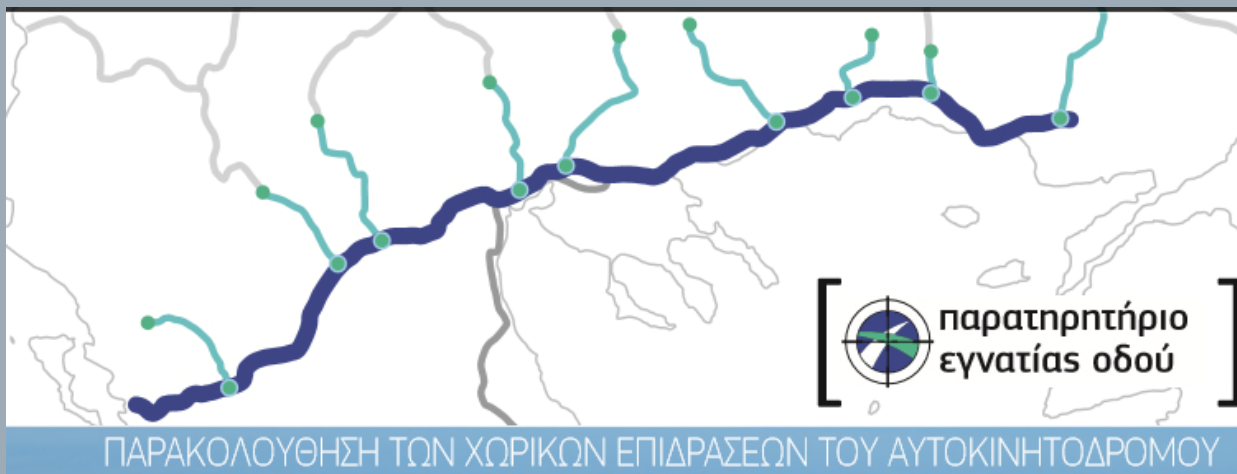 παρατηρητήριο
εγνατίας οδού
ΠΑΡΑΚΟΛΟΥΘΗΣΗ ΤΩΝ ΧΩΡΙΚΩΝ ΕΠΙΔΡΑΣΕΩΝ ΤΟΥ ΑΥΤΟΚΙΝΗΤΟΔΡΟΜΟΥ